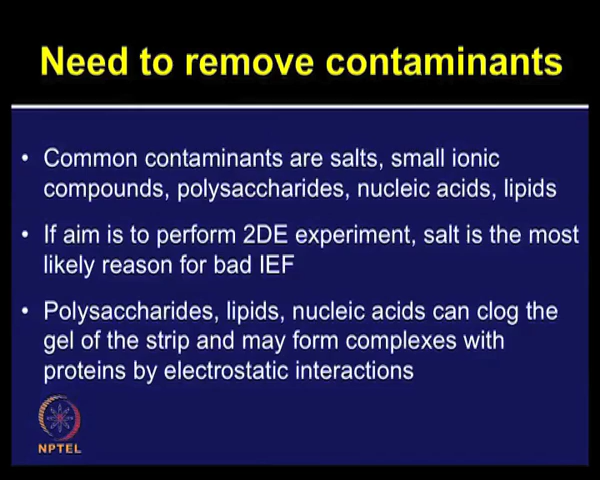 Need to remove contaminants
• Common contaminants are salts, small ionic
compounds, polysaccharides, nucleic acids, lipids
• If aim is to perform 2DE experiment, salt is the most
likely reason for bad IEF
• Polysaccharides, lipids, nucleic acids can clog the
gel of the strip and may form complexes with
proteins by electrostatic interactions
NPTEL